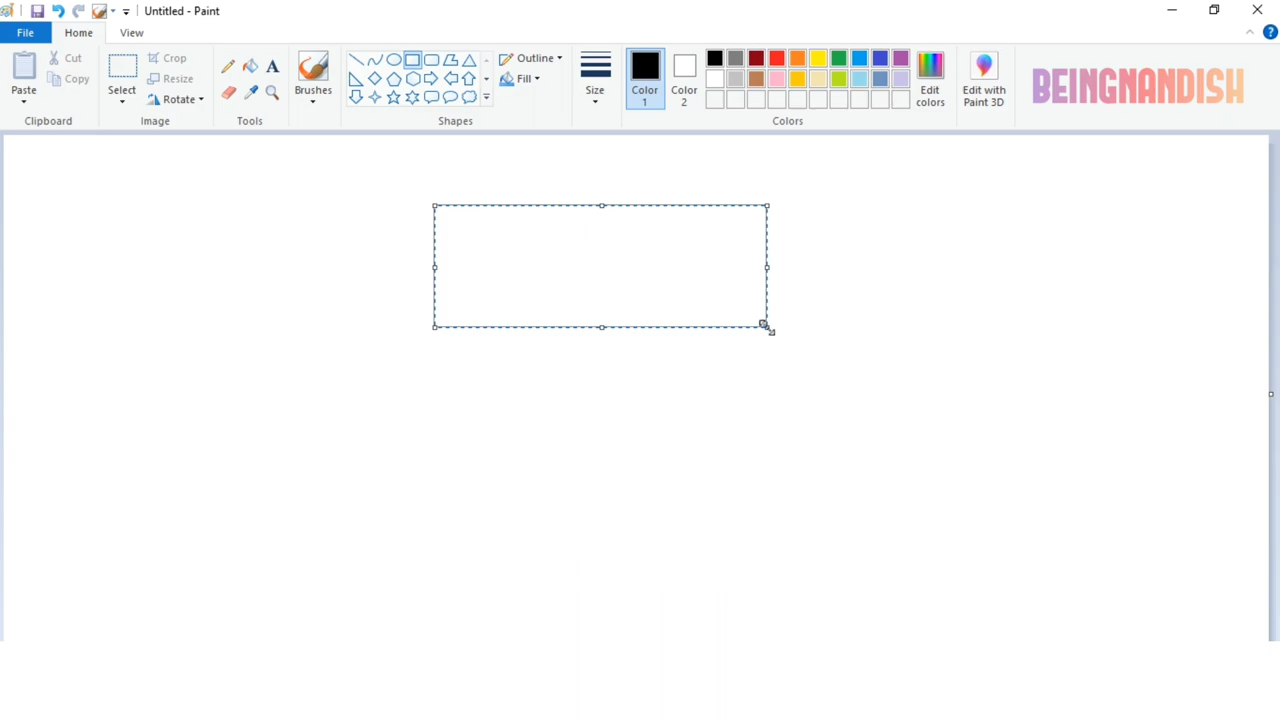 Untitled - Paint
File Home View
Paste
Cut
Copy
Clipboard
Select
Crop
Resize
Rotate
Image
A
Tools
Brushes
Outline
Fill
Shapes
Size
Color 1
Color 2
Edit colors
Colors
Edit with Paint 3D
BEINGNANDISH
?